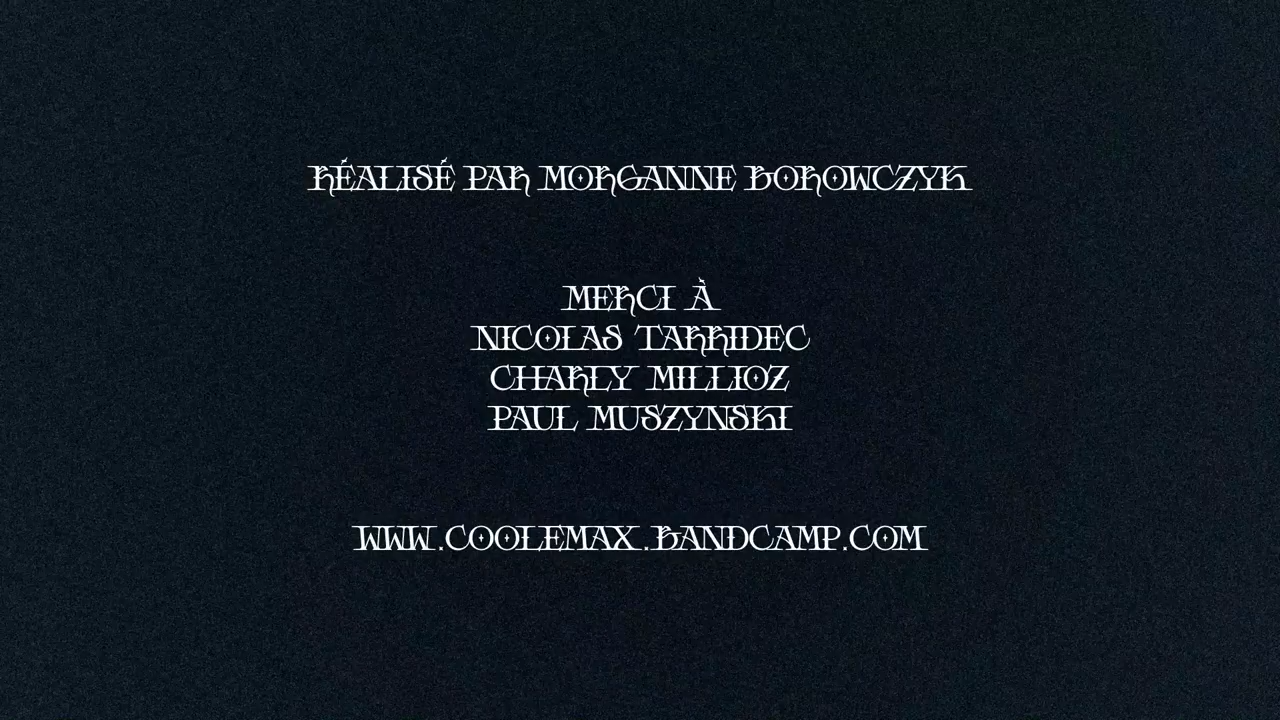 RÉALISÉ PAR MORGANNE BOROWCZYK
MERCI À
NICOLAS TARRIDEC
CHARLY MILLIOZ
PAUL MUSZYNSKI
WWW.COOLEMAX.BANDCAMP.COM